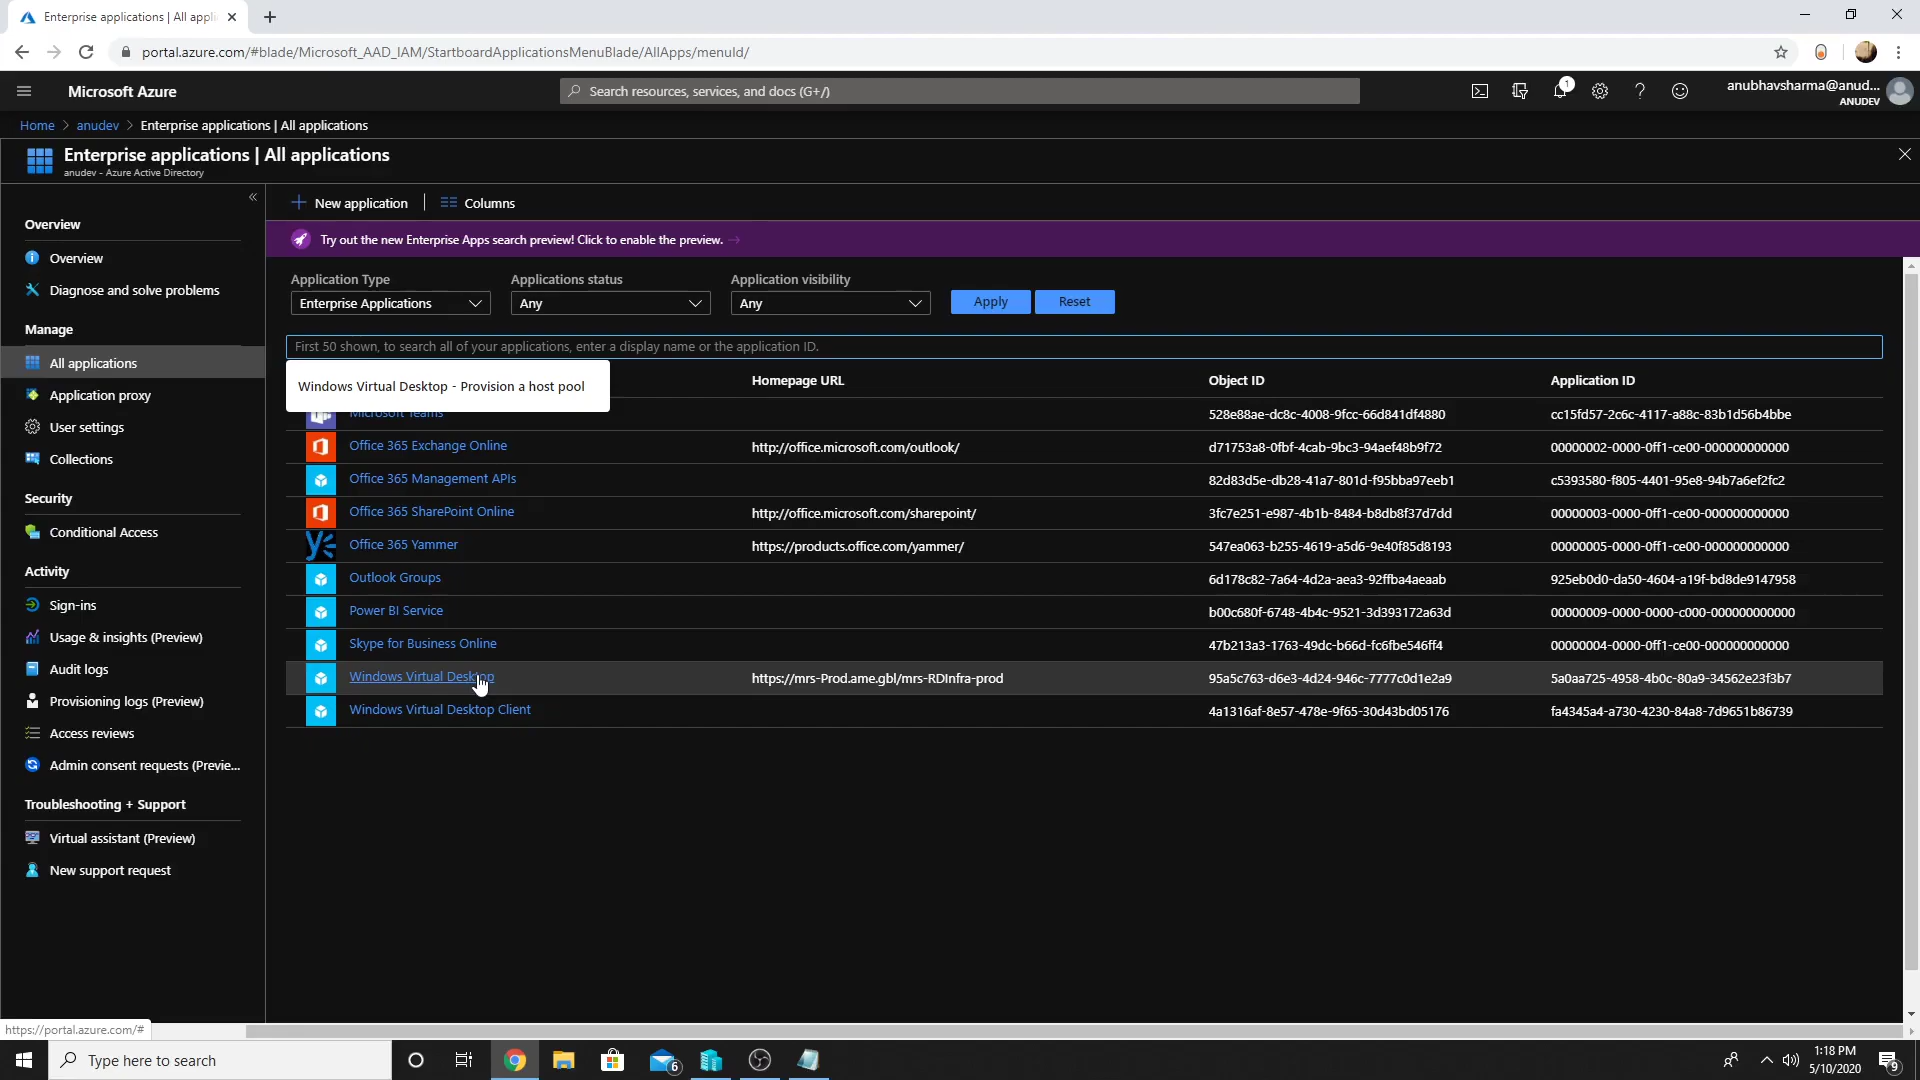 Enterprise applications | All appli
portal.azure.com/#blade/Microsoft_AAD_IAM/StartboardApplicationsMenuBlade/AllApps/menuId/
Microsoft Azure
Search resources, services, and docs (G+/)
1
anubhavsharma@anud...
ANUDEV
Home > anudev > Enterprise applications | All applications
Enterprise applications | All applications
anudev - Azure Active Directory
Overview
Overview
Diagnose and solve problems
Manage
All applications
Application proxy
User settings
Collections
Security
Conditional Access
Activity
Sign-ins
Usage & insights (Preview)
Audit logs
Provisioning logs (Preview)
Access reviews
Admin consent requests (Previe...
Troubleshooting + Support
Virtual assistant (Preview)
New support request
New application
Columns
Try out the new Enterprise Apps search preview! Click to enable the preview. →
Application Type
Enterprise Applications
Applications status
Any
Application visibility
Any
Apply
Reset
First 50 shown, to search all of your applications, enter a display name or the application ID.
Windows Virtual Desktop - Provision a host pool
Homepage URL Object ID Application ID
Microsoft Teams 528e88ae-dc8c-4008-9fcc-66d841df4880 cc15fd57-2c6c-4117-a88c-83b1d56b4bbe
Office 365 Exchange Online http://office.microsoft.com/outlook/ d71753a8-0fbf-4cab-9bc3-94aef48b9f72 00000002-0000-0ff1-ce00-000000000000
Office 365 Management APIs 82d83d5e-db28-41a7-801d-f95bba97eeb1 c5393580-f805-4401-95e8-94b7a6ef2fc2
Office 365 SharePoint Online http://office.microsoft.com/sharepoint/ 3fc7e251-e987-4b1b-8484-b8db8f37d7dd 00000003-0000-0ff1-ce00-000000000000
Office 365 Yammer https://products.office.com/yammer/ 547ea063-b255-4619-a5d6-9e40f85d8193 00000005-0000-0ff1-ce00-000000000000
Outlook Groups 6d178c82-7a64-4d2a-aea3-92ffba4aeaab 925eb0d0-da50-4604-a19f-bd8de9147958
Power BI Service b00c680f-6748-4b4c-9521-3d393172a63d 00000009-0000-0000-c000-000000000000
Skype for Business Online 47b213a3-1763-49dc-b66d-fc6fbe546ff4 00000004-0000-0ff1-ce00-000000000000
Windows Virtual Desktop https://mrs-Prod.ame.gbl/mrs-RDInfra-prod 95a5c763-d6e3-4d24-946c-7777c0d1e2a9 5a0aa725-4958-4b0c-80a9-34562e23f3b7
Windows Virtual Desktop Client 4a1316af-8e57-478e-9f65-30d43bd05176 fa4345a4-a730-4230-84a8-7d9651b86739
https://portal.azure.com/#
Type here to search
6
1:18 PM
5/10/2020
9